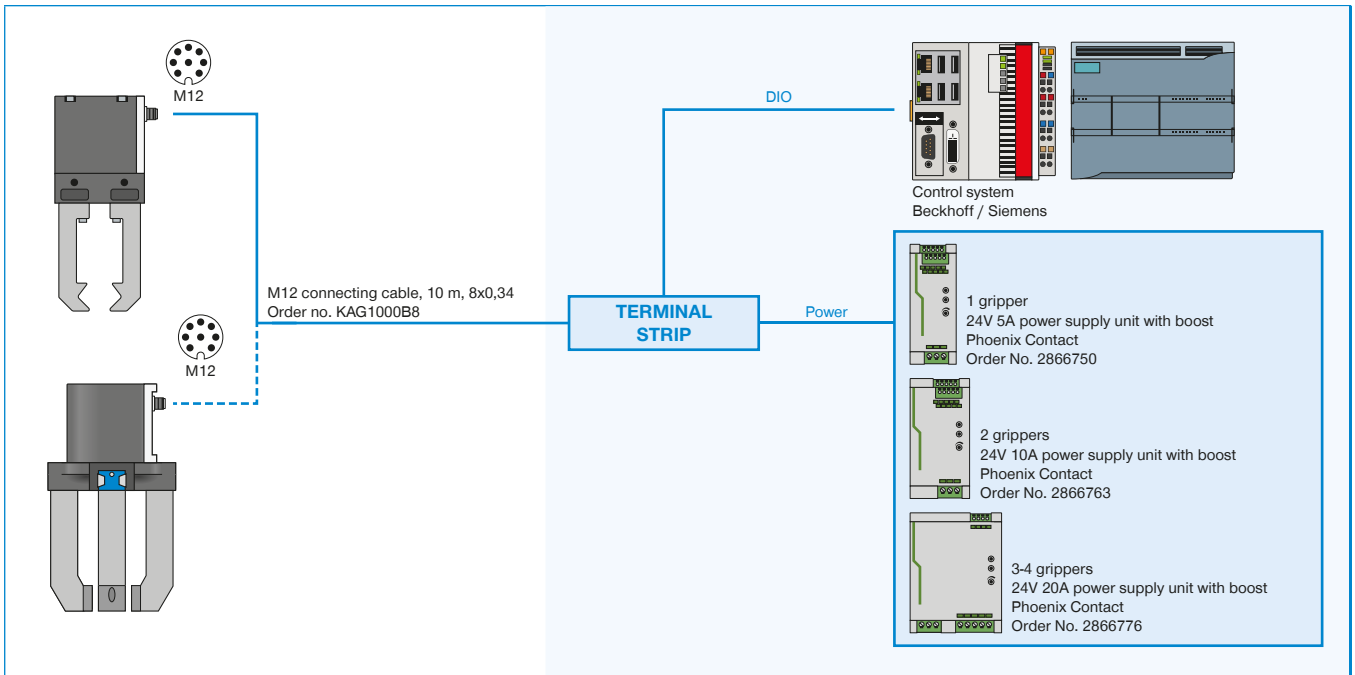 M12
DIO
Control system
Beckhoff / Siemens
M12 connecting cable, 10 m, 8x0,34
Order no. KAG1000B8
M12
TERMINAL
STRIP
Power
1 gripper
24V 5A power supply unit with boost
Phoenix Contact
Order No. 2866750
2 grippers
24V 10A power supply unit with boost
Phoenix Contact
Order No. 2866763
3-4 grippers
24V 20A power supply unit with boost
Phoenix Contact
Order No. 2866776